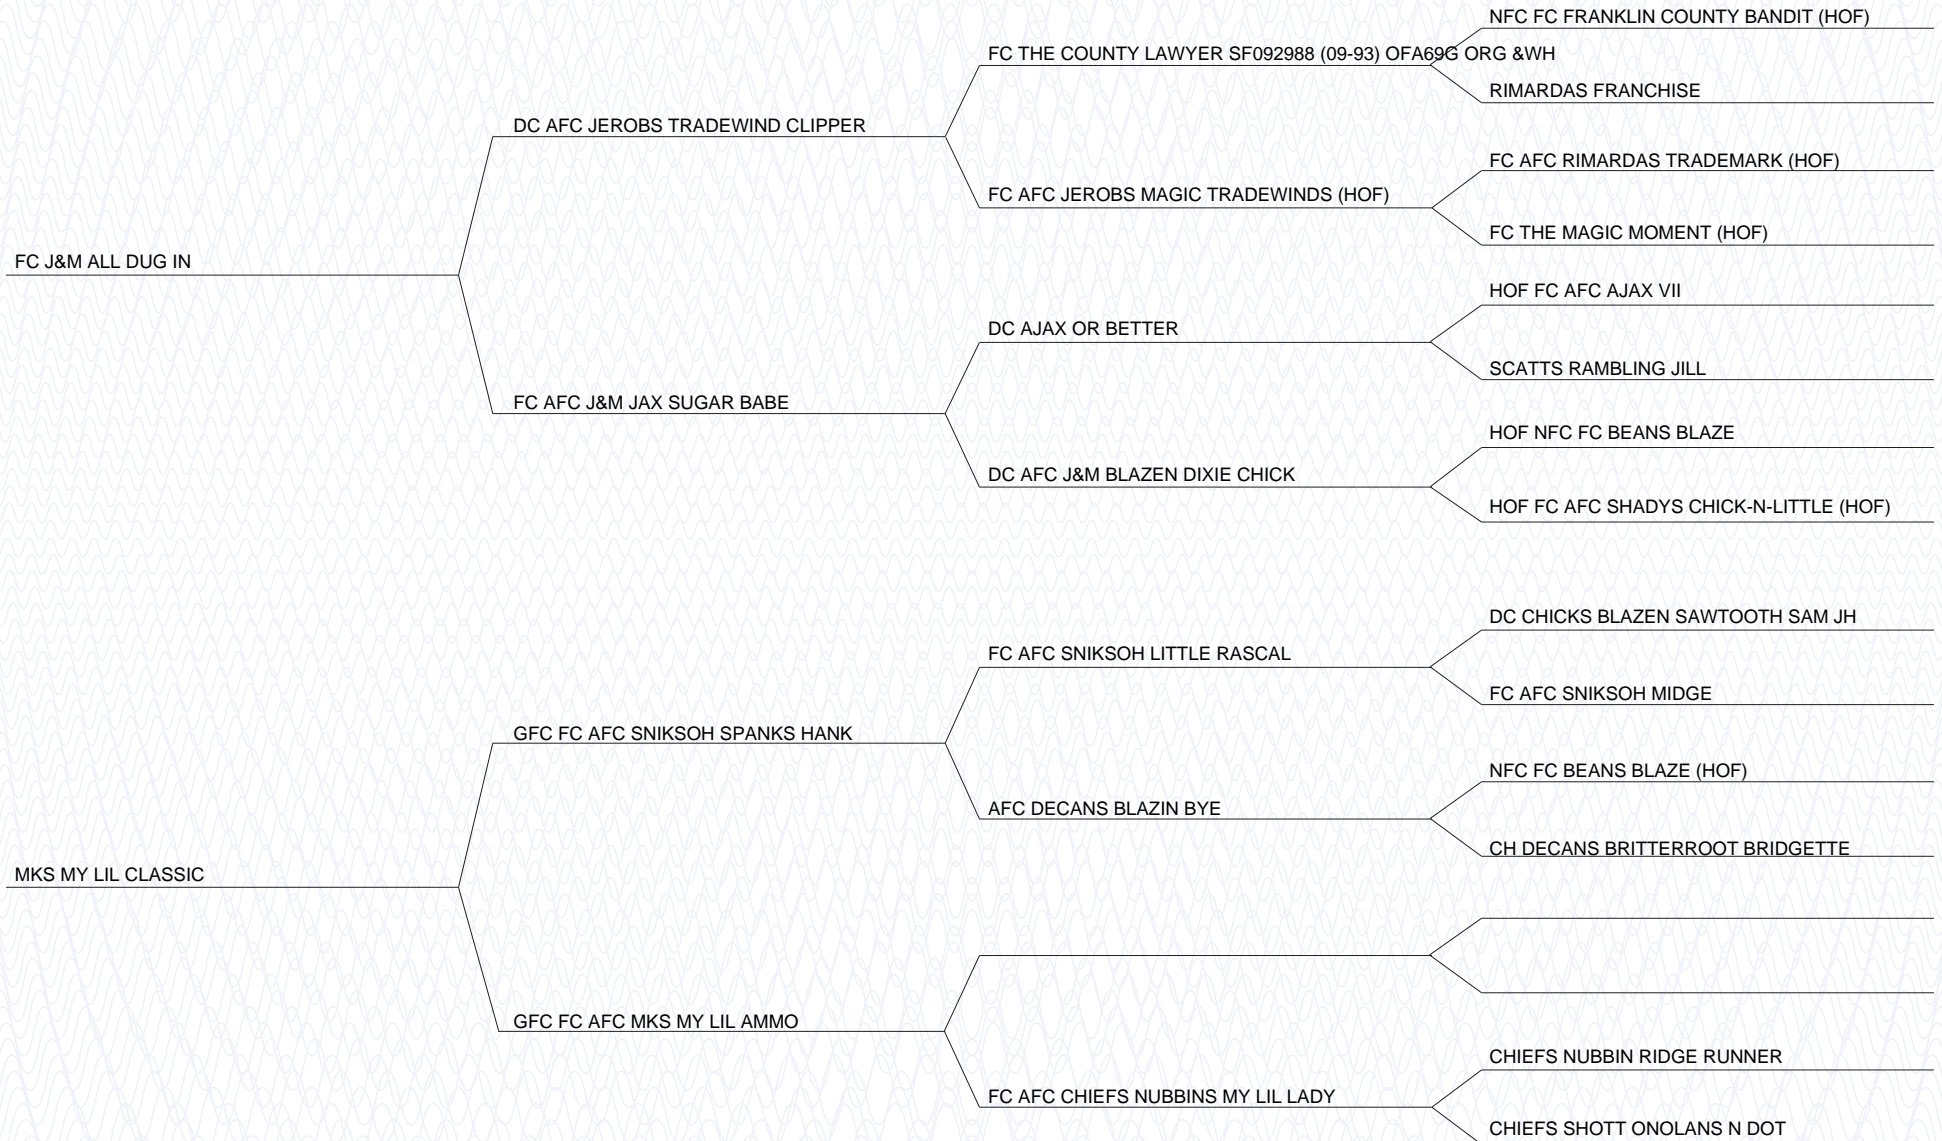 NFC FC FRANKLIN COUNTY BANDIT (HOF)
FC THE COUNTY LAWYER SF092988 (09-93) OFA69G ORG &WH
RIMARDAS FRANCHISE
DC AFC JEROBS TRADEWIND CLIPPER
FC AFC RIMARDAS TRADEMARK (HOF)
FC AFC JEROBS MAGIC TRADEWINDS (HOF)
FC THE MAGIC MOMENT (HOF)
FC J&M ALL DUG IN
HOF FC AFC AJAX VII
DC AJAX OR BETTER
SCATTS RAMBLING JILL
FC AFC J&M JAX SUGAR BABE
HOF NFC FC BEANS BLAZE
DC AFC J&M BLAZEN DIXIE CHICK
HOF FC AFC SHADYS CHICK-N-LITTLE (HOF)
DC CHICKS BLAZEN SAWTOOTH SAM JH
FC AFC SNIKSOH LITTLE RASCAL
FC AFC SNIKSOH MIDGE
GFC FC AFC SNIKSOH SPANKS HANK
NFC FC BEANS BLAZE (HOF)
AFC DECANS BLAZIN BYE
CH DECANS BRITTERROOT BRIDGETTE
MKS MY LIL CLASSIC
GFC FC AFC MKS MY LIL AMMO
CHIEFS NUBBIN RIDGE RUNNER
FC AFC CHIEFS NUBBINS MY LIL LADY
CHIEFS SHOTT ONOLANS N DOT